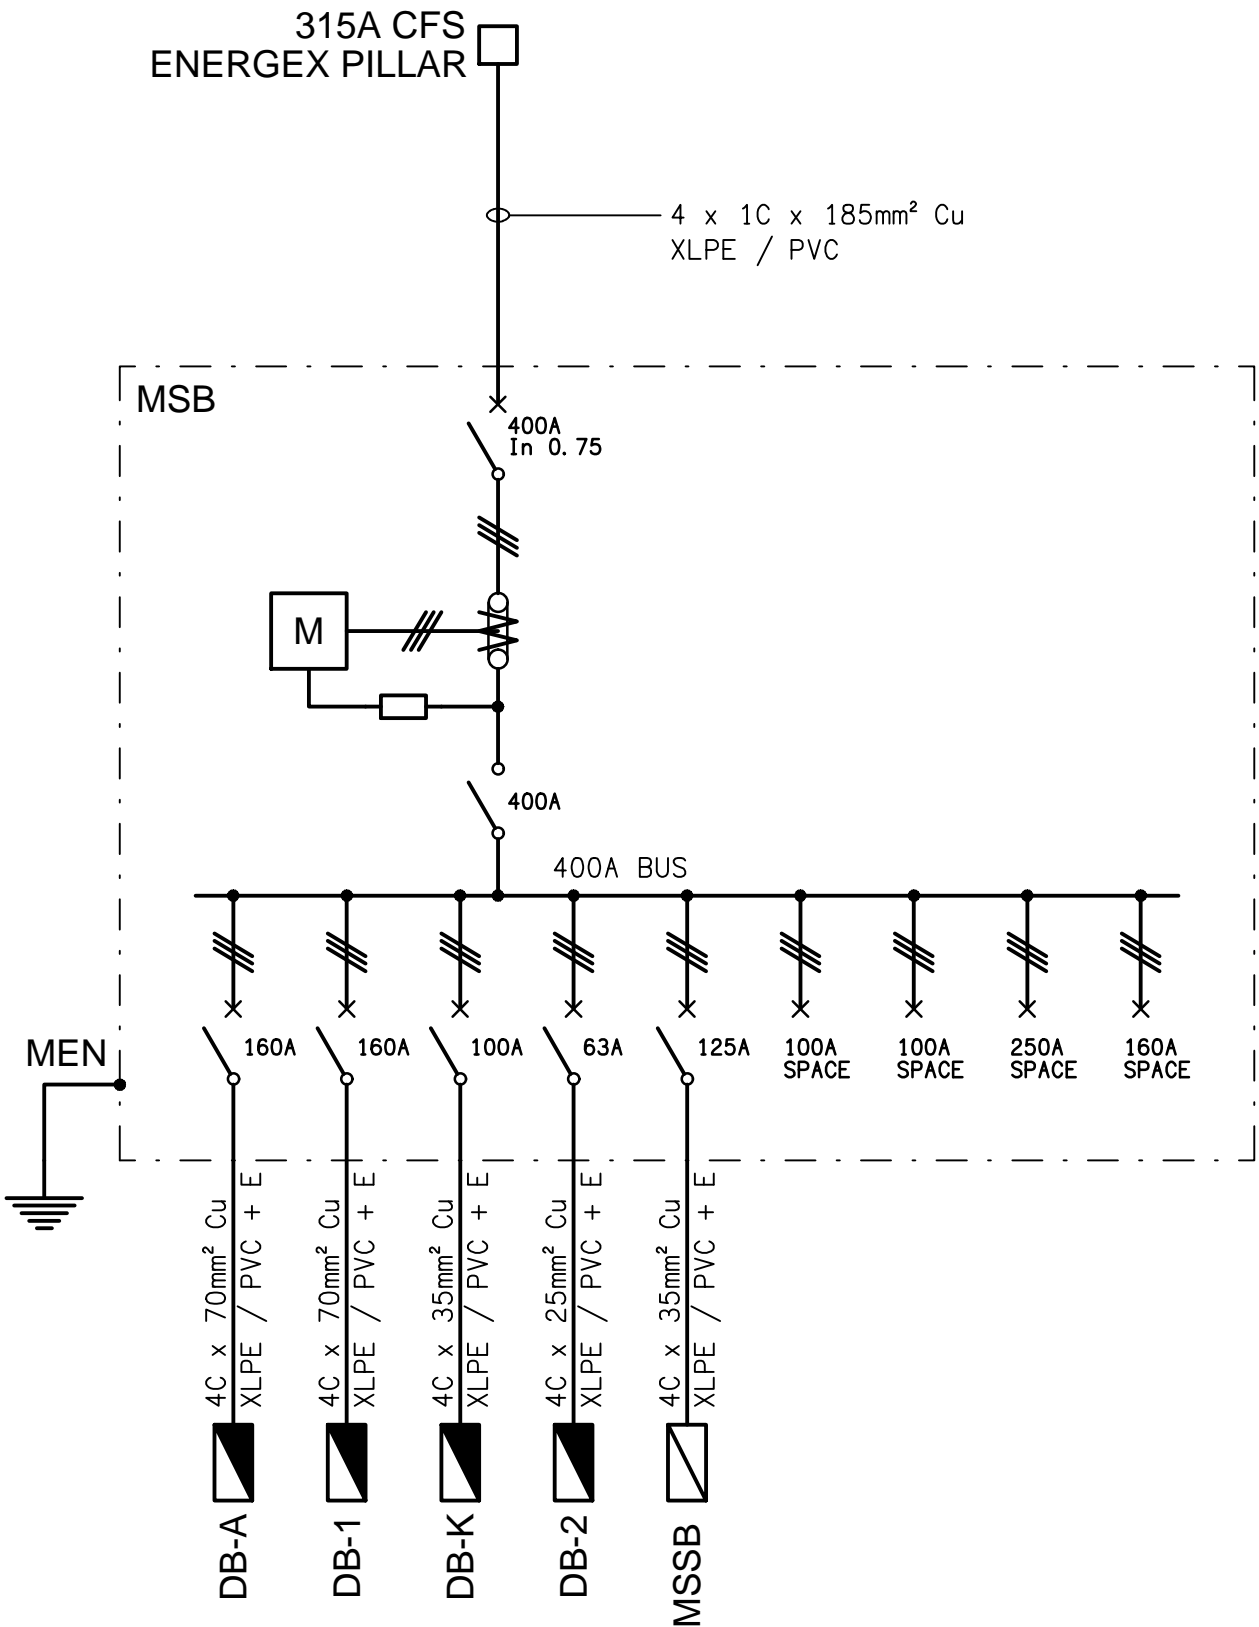 315A CFS
ENERGEX PILLAR
4 x 1C x 185mm² Cu
XLPE / PVC
MSB
400A
In 0.75
M
400A
400A BUS
160A
160A
100A
63A
125A
100A
SPACE
100A
SPACE
250A
SPACE
160A
SPACE
MEN
4C x 70mm² Cu
XLPE / PVC + E
4C x 70mm² Cu
XLPE / PVC + E
4C x 35mm² Cu
XLPE / PVC + E
4C x 25mm² Cu
XLPE / PVC + E
4C x 35mm² Cu
XLPE / PVC + E
DB-A
DB-1
DB-K
DB-2
MSSB